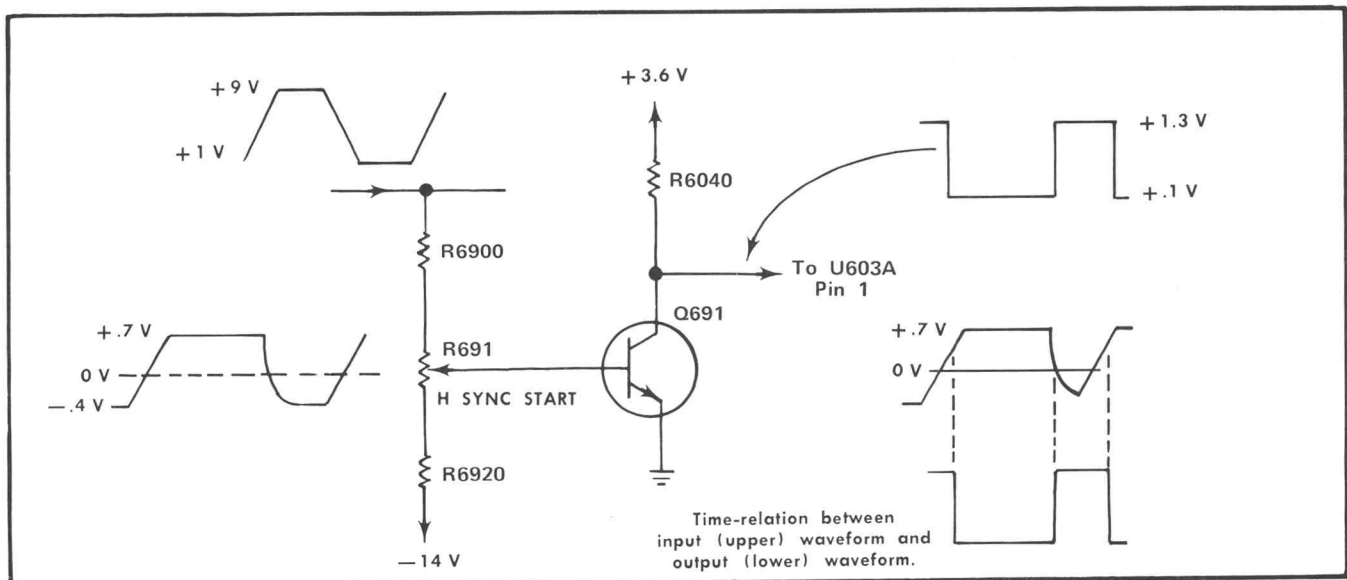 +9 V
+1 V
R6900
+.7 V
0 V
−.4 V
R691
H SYNC START
R6920
−14 V
+3.6 V
R6040
To U603A
Pin 1
Q691
+1.3 V
+.1 V
+.7 V
0 V
Time-relation between
input (upper) waveform and
output (lower) waveform.